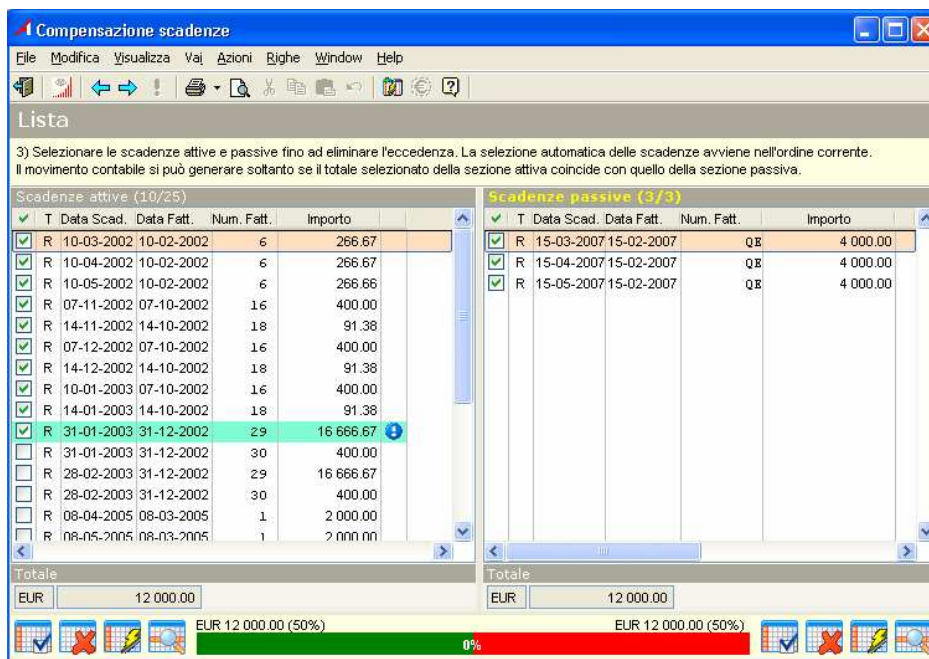 Compensazione scadenze
File Modifica Visualizza Vai Azioni Righe Window Help
Lista
3) Selezionare le scadenze attive e passive fino ad eliminare l'eccedenza. La selezione automatica delle scadenze avviene nell'ordine corrente.
Il movimento contabile si può generare soltanto se il totale selezionato della sezione attiva coincide con quello della sezione passiva.
Scadenze attive (10/25)
T Data Scad. Data Fatt. Num. Fatt. Importo
R 10-03-2002 10-02-2002 6 266.67
R 10-04-2002 10-02-2002 6 266.67
R 10-05-2002 10-02-2002 6 266.66
R 07-11-2002 07-10-2002 16 400.00
R 14-11-2002 14-10-2002 18 91.38
R 07-12-2002 07-10-2002 16 400.00
R 14-12-2002 14-10-2002 18 91.38
R 10-01-2003 07-10-2002 16 400.00
R 14-01-2003 14-10-2002 18 91.38
R 31-01-2003 31-12-2002 29 16 666.67
R 31-01-2003 31-12-2002 30 400.00
R 28-02-2003 31-12-2002 29 16 666.67
R 28-02-2003 31-12-2002 30 400.00
R 08-04-2005 08-03-2005 1 2 000.00
R 08-05-2005 08-03-2005 1 2 000.00
Totale
EUR 12 000.00
Scadenze passive (3/3)
T Data Scad. Data Fatt. Num. Fatt. Importo
R 15-03-2007 15-02-2007 QE 4 000.00
R 15-04-2007 15-02-2007 QE 4 000.00
R 15-05-2007 15-02-2007 QE 4 000.00
Totale
EUR 12 000.00
EUR 12 000.00 (50%) EUR 12 000.00 (50%)
0%